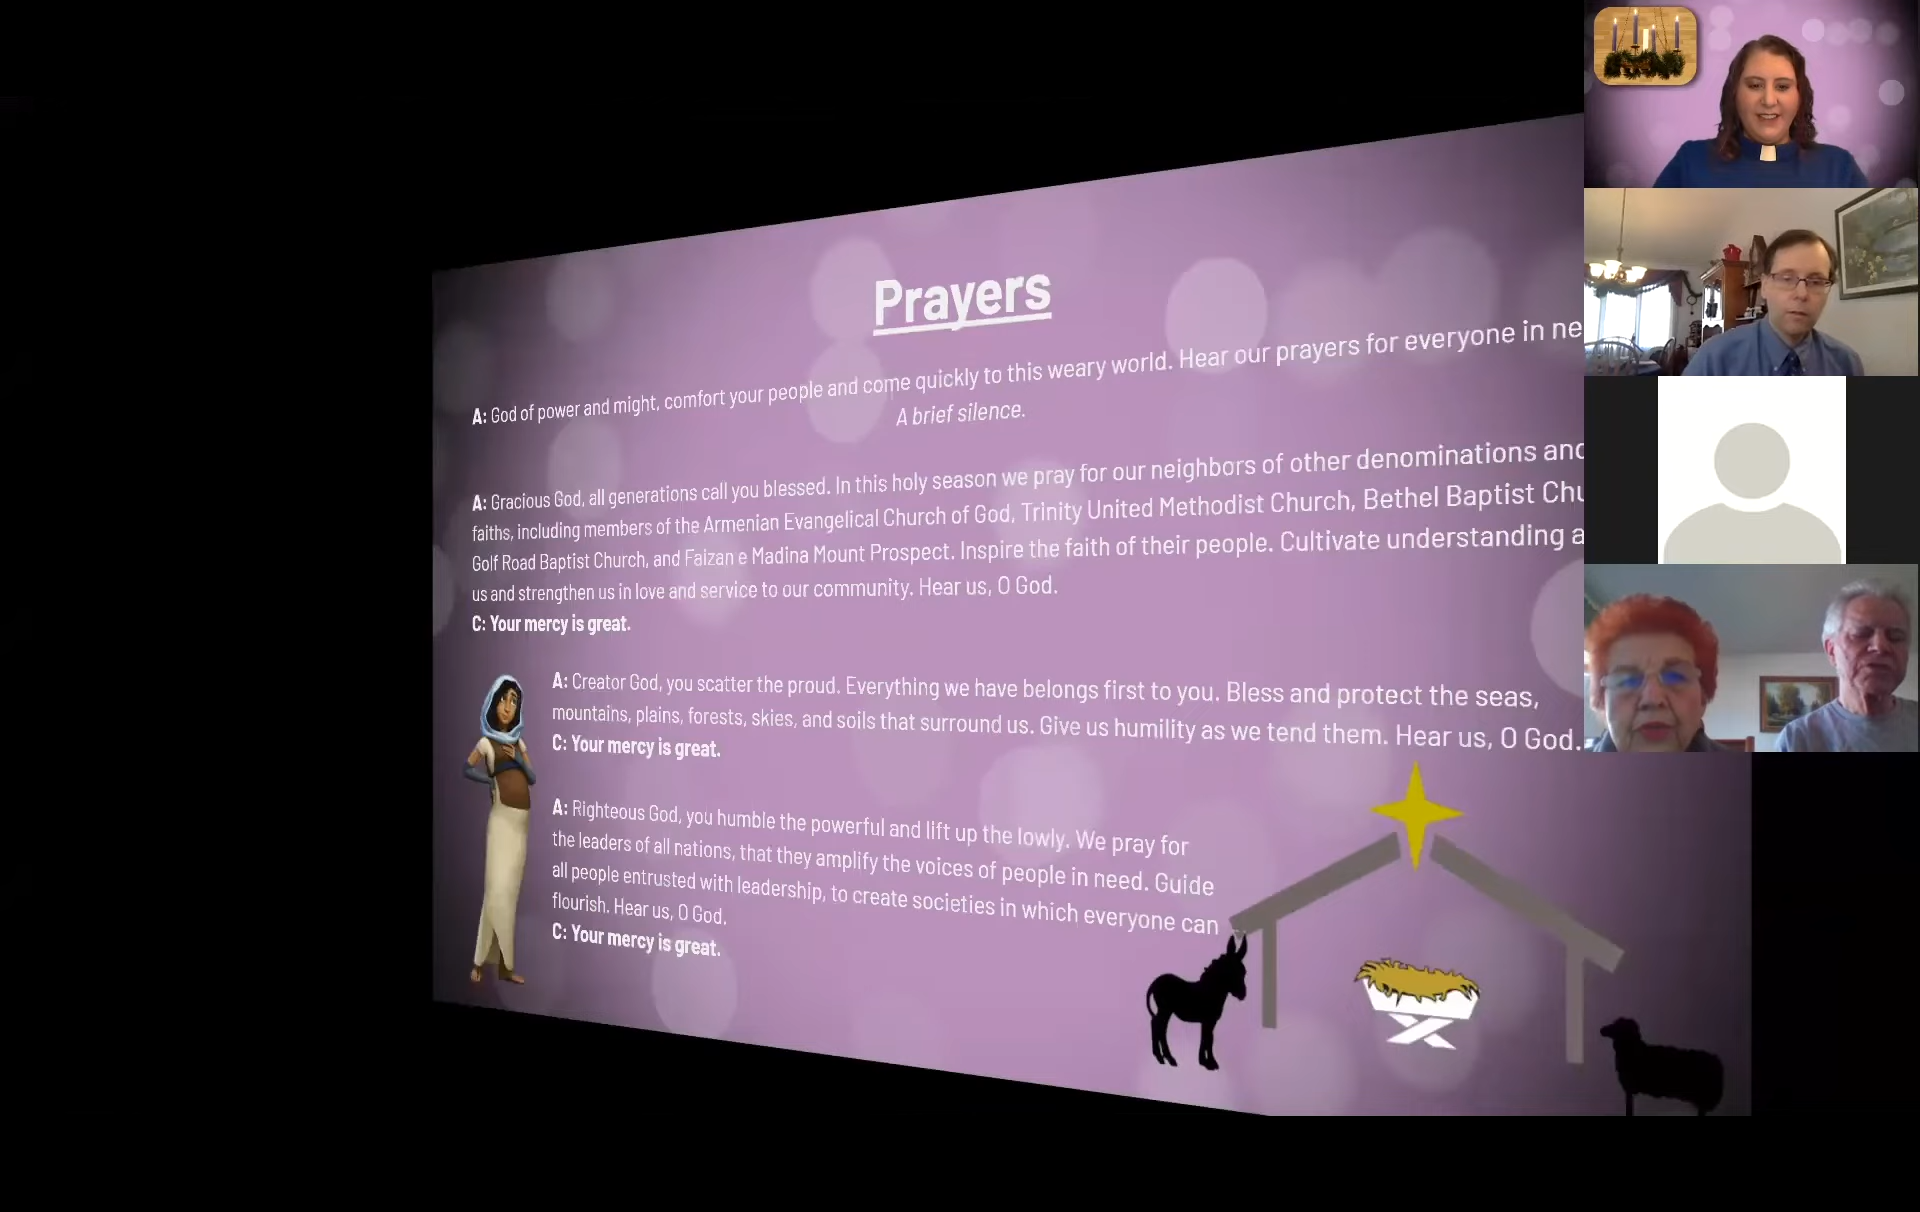 Prayers
A: God of power and might, comfort your people and come quickly to this weary world. Hear our prayers for everyone in
A brief silence.
A: Gracious God, all generations call you blessed. In this holy season we pray for our neighbors of other denominations and
faiths, including members of the Armenian Evangelical Church of God, Trinity United Methodist Church, Bethel Baptist
Golf Road Baptist Church, and Faizan e Madina Mount Prospect. Inspire the faith of their people. Cultivate understanding
us and strengthen us in love and service to our community. Hear us, O God.
C: Your mercy is great.
A: Creator God, you scatter the proud. Everything we have belongs first to you. Bless and protect the seas,
mountains, plains, forests, skies, and soils that surround us. Give us humility as we tend them. Hear us, O God.
C: Your mercy is great.
A: Righteous God, you humble the powerful and lift up the lowly. We pray for
the leaders of all nations, that they amplify the voices of people in need. Guide
all people entrusted with leadership, to create societies in which everyone can
flourish. Hear us, O God.
C: Your mercy is great.